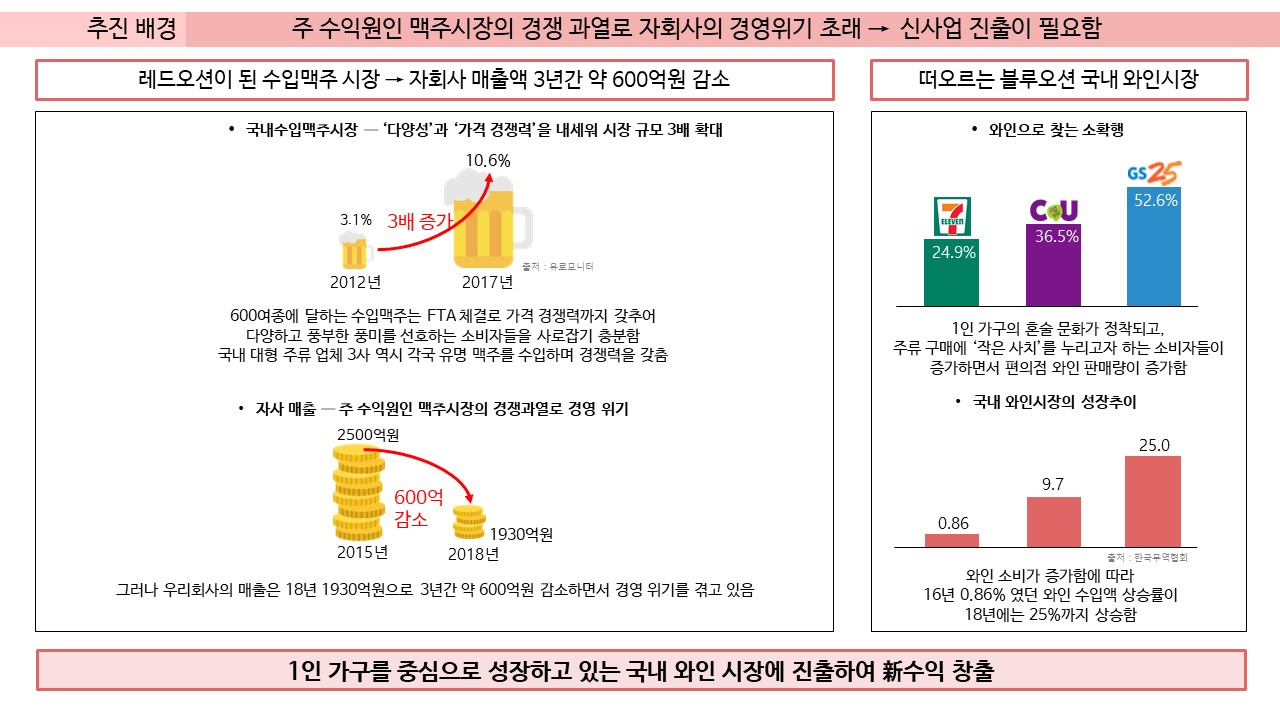 추진 배경
주 수익원인 맥주시장의 경쟁 과열로 자회사의 경영위기 초래 → 신사업 진출이 필요함
레드오션이 된 수입맥주 시장 → 자회사 매출액 3년간 약 600억원 감소
• 국내수입맥주시장 — ‘다양성’과 ‘가격 경쟁력’을 내세워 시장 규모 3배 확대
10.6%
3.1%
3배 증가
출처 : 유로모니터
2012년
2017년
600여종에 달하는 수입맥주는 FTA 체결로 가격 경쟁력까지 갖추어
다양하고 풍부한 풍미를 선호하는 소비자들을 사로잡기 충분함
국내 대형 주류 업체 3사 역시 각국 유명 맥주를 수입하며 경쟁력을 갖춤
• 자사 매출 — 주 수익원인 맥주시장의 경쟁과열로 경영 위기
2500억원
600억
감소
1930억원
2015년
2018년
그러나 우리회사의 매출은 18년 1930억원으로 3년간 약 600억원 감소하면서 경영 위기를 겪고 있음
떠오르는 블루오션 국내 와인시장
• 와인으로 찾는 소확행
7
ELEVEN
CU
GS25
24.9%
36.5%
52.6%
1인 가구의 혼술 문화가 정착되고,
주류 구매에 ‘작은 사치’를 누리고자 하는 소비자들이
증가하면서 편의점 와인 판매량이 증가함
• 국내 와인시장의 성장추이
0.86
9.7
25.0
출처 : 한국무역협회
와인 소비가 증가함에 따라
16년 0.86% 였던 와인 수입액 상승률이
18년에는 25%까지 상승함
1인 가구를 중심으로 성장하고 있는 국내 와인 시장에 진출하여 新수익 창출